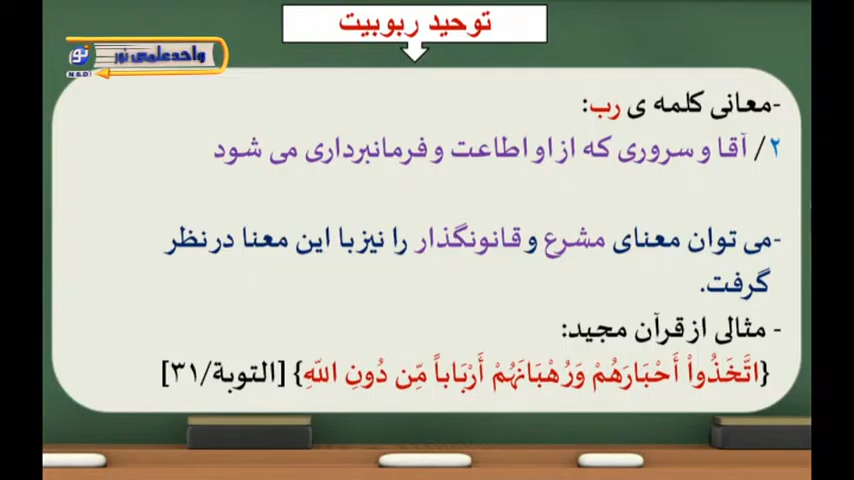 توحید ربوبیت
واحد علمی نور
نور
N&D
-معانی کلمه ی رب:
۲/ آقا و سروری که از او اطاعت و فرمانبرداری می شود
-می توان معنای مشرع و قانونگذار را نیز با این معنا در نظر
گرفت.
- مثالی از قرآن مجید:
{اتَّخَذُواْ أَحْبَارَهُمْ وَرُهْبَانَهُمْ أَرْبَاباً مِّن دُونِ اللّهِ} [التوبة/۳۱]